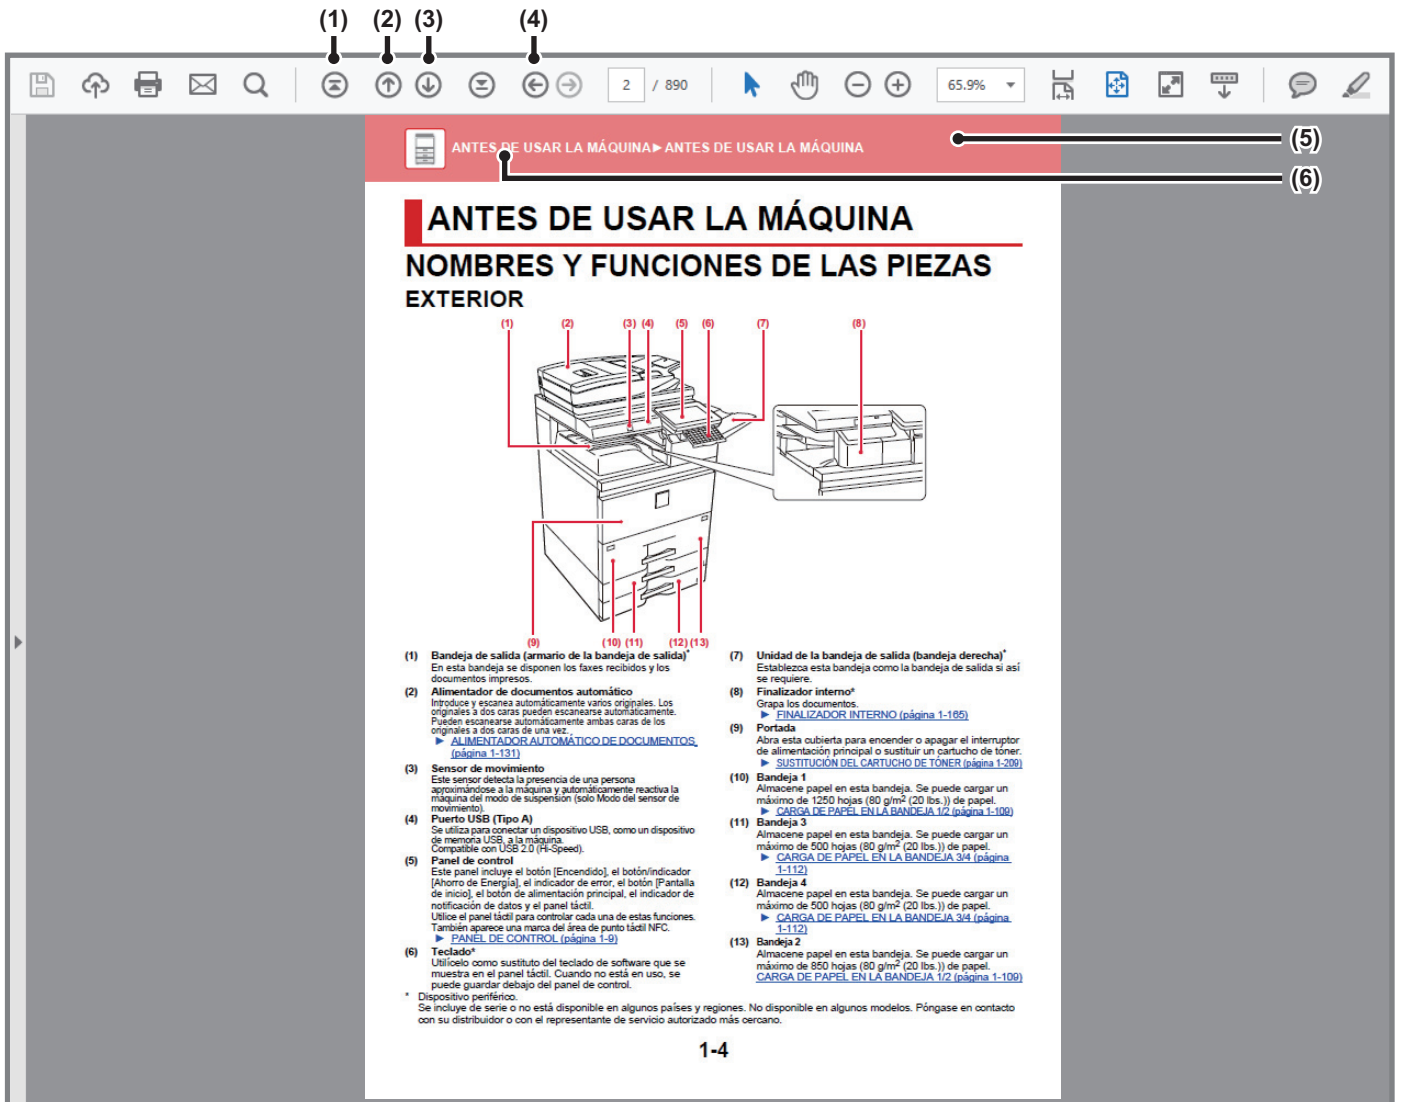 (1) (2) (3) (4)
2 / 890 65.9%
(5)
(6)
ANTES DE USAR LA MÁQUINA►ANTES DE USAR LA MÁQUINA
ANTES DE USAR LA MÁQUINA
NOMBRES Y FUNCIONES DE LAS PIEZAS
EXTERIOR
(1) (2) (3) (4) (5) (6) (7) (8)
(9) (10) (11) (12) (13)
(1) Bandeja de salida (armario de la bandeja de salida)*
En esta bandeja se disponen los faxes recibidos y los
documentos impresos.
(2) Alimentador de documentos automático
Introduce y escanea automáticamente varios originales. Los
originales a dos caras pueden escanearse automáticamente.
Pueden escanearse automáticamente ambas caras de los
originales a dos caras de una vez.
► ALIMENTADOR AUTOMÁTICO DE DOCUMENTOS
(página 1-131)
(3) Sensor de movimiento
Este sensor detecta la presencia de una persona
aproximándose a la máquina y automáticamente reactiva la
máquina del modo de suspensión (solo Modo del sensor de
movimiento).
(4) Puerto USB (Tipo A)
Se utiliza para conectar un dispositivo USB, como un dispositivo
de memoria USB, a la máquina.
Compatible con USB 2.0 (Hi-Speed).
(5) Panel de control
Este panel incluye el botón [Encendido], el botón/indicador
[Ahorro de Energía], el indicador de error, el botón [Pantalla
de inicio], el botón de alimentación principal, el indicador de
notificación de datos y el panel táctil.
Utilice el panel táctil para controlar cada una de estas funciones.
También aparece una marca del área de punto táctil NFC.
► PANEL DE CONTROL (página 1-9)
(6) Teclado*
Utilícelo como sustituto del teclado de software que se
muestra en el panel táctil. Cuando no está en uso, se
puede guardar debajo del panel de control.
(7) Unidad de la bandeja de salida (bandeja derecha)*
Establezca esta bandeja como la bandeja de salida si así
se requiere.
(8) Finalizador interno*
Grapa los documentos.
► FINALIZADOR INTERNO (página 1-165)
(9) Portada
Abra esta cubierta para encender o apagar el interruptor
de alimentación principal o sustituir un cartucho de tóner.
► SUSTITUCIÓN DEL CARTUCHO DE TÓNER (página 1-209)
(10) Bandeja 1
Almacene papel en esta bandeja. Se puede cargar un
máximo de 1250 hojas (80 g/m2 (20 lbs.)) de papel.
► CARGA DE PAPEL EN LA BANDEJA 1/2 (página 1-109)
(11) Bandeja 3
Almacene papel en esta bandeja. Se puede cargar un
máximo de 500 hojas (80 g/m2 (20 lbs.)) de papel.
► CARGA DE PAPEL EN LA BANDEJA 3/4 (página
1-112)
(12) Bandeja 4
Almacene papel en esta bandeja. Se puede cargar un
máximo de 500 hojas (80 g/m2 (20 lbs.)) de papel.
► CARGA DE PAPEL EN LA BANDEJA 3/4 (página
1-112)
(13) Bandeja 2
Almacene papel en esta bandeja. Se puede cargar un
máximo de 850 hojas (80 g/m2 (20 lbs.)) de papel.
CARGA DE PAPEL EN LA BANDEJA 1/2 (página 1-109)
* Dispositivo periférico.
Se incluye de serie o no está disponible en algunos países y regiones. No disponible en algunos modelos. Póngase en contacto
con su distribuidor o con el representante de servicio autorizado más cercano.
1-4